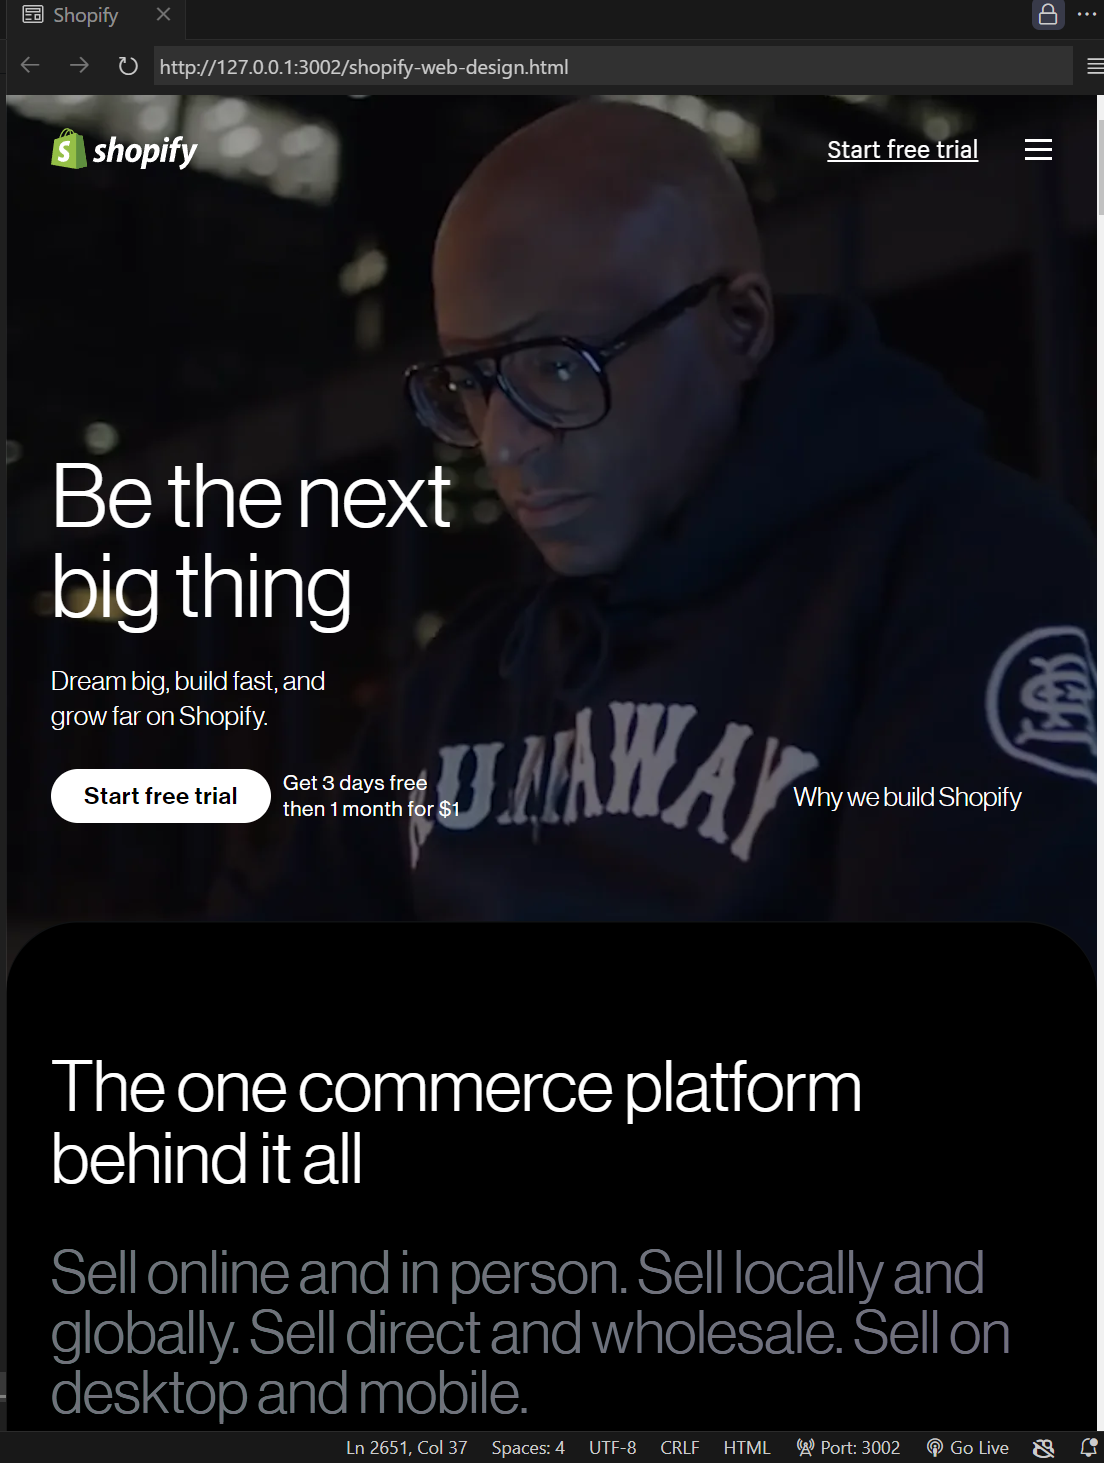 Shopify
http://127.0.0.1:3002/shopify-web-design.html
shopify
Start free trial
Be the next
big thing
Dream big, build fast, and
grow far on Shopify.
Start free trial
Get 3 days free
then 1 month for $1
RUNAWAY
Why we build Shopify
The one commerce platform
behind it all
Sell online and in person. Sell locally and
globally. Sell direct and wholesale. Sell on
desktop and mobile.
Ln 2651, Col 37 Spaces: 4 UTF-8 CRLF HTML Port: 3002 Go Live